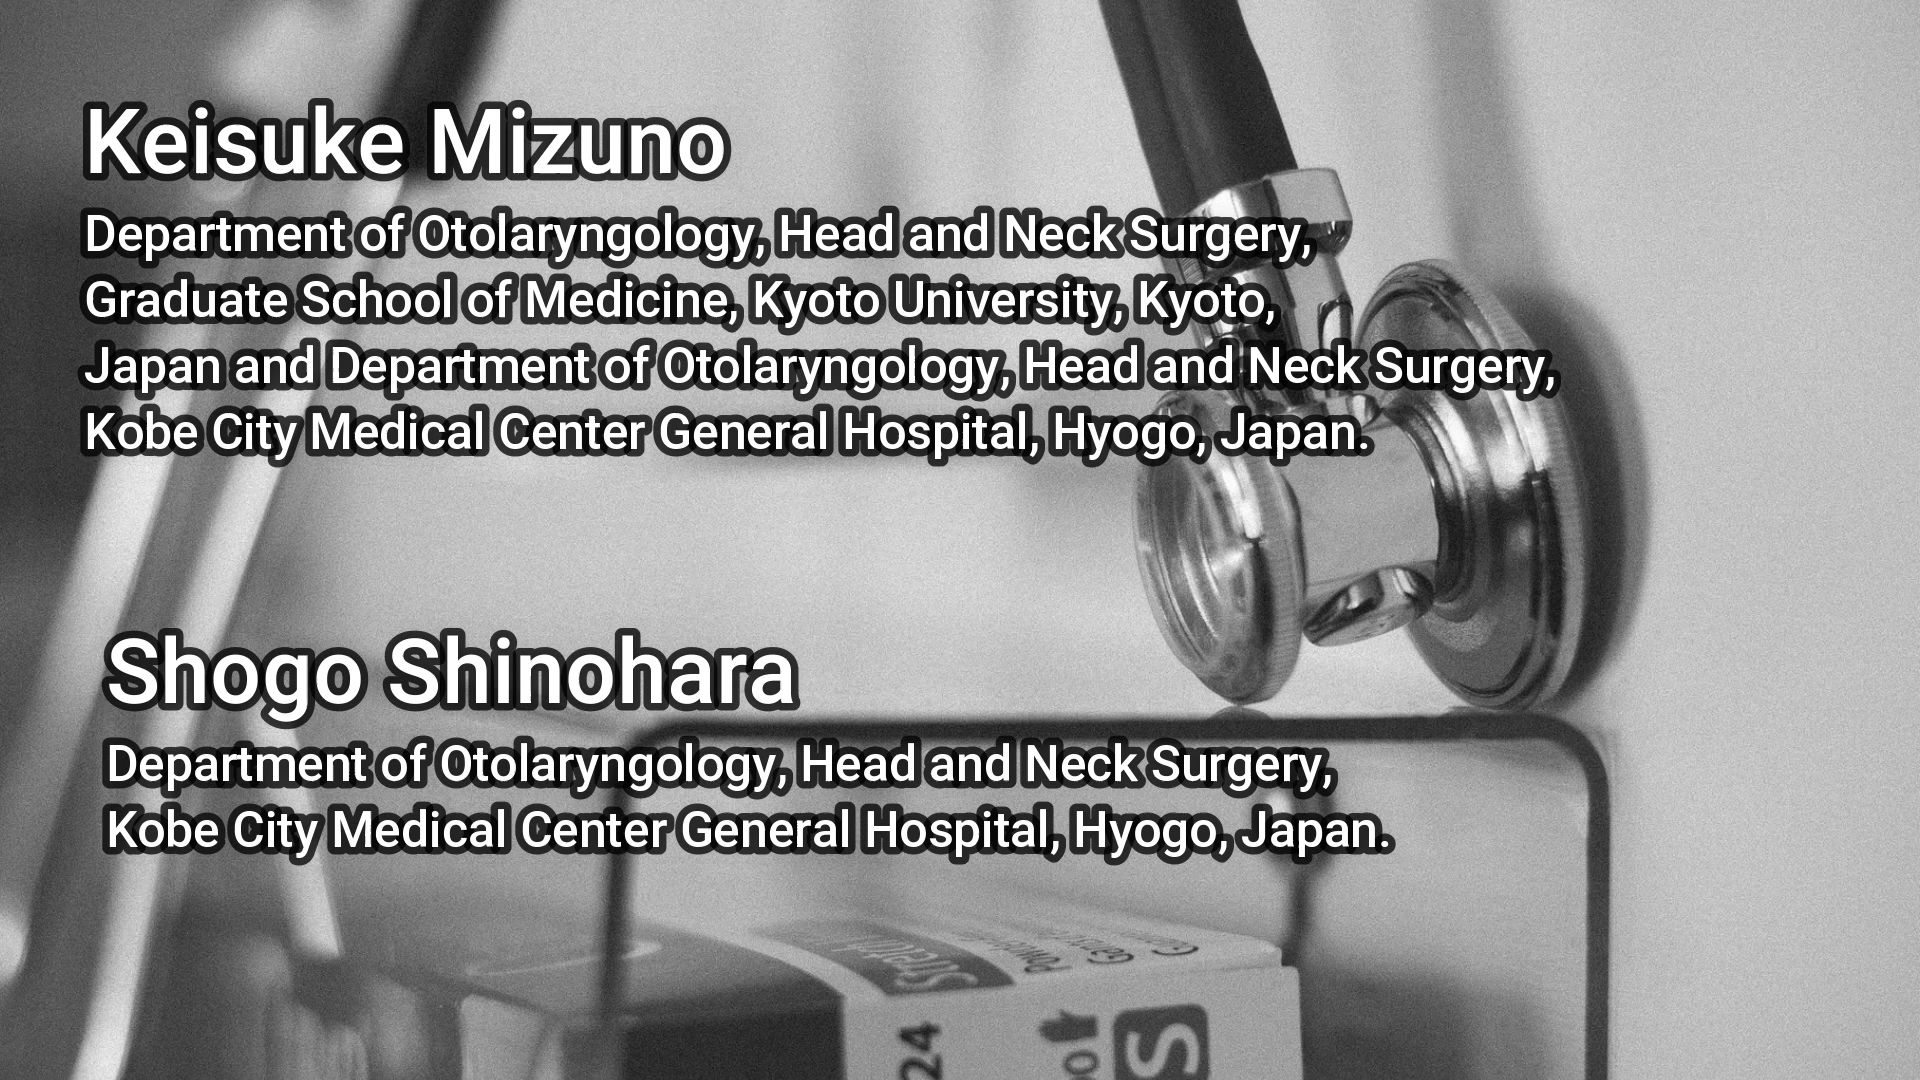 Keisuke Mizuno
Department of Otolaryngology, Head and Neck Surgery,
Graduate School of Medicine, Kyoto University, Kyoto,
Japan and Department of Otolaryngology, Head and Neck Surgery,
Kobe City Medical Center General Hospital, Hyogo, Japan.
Shogo Shinohara
Department of Otolaryngology, Head and Neck Surgery,
Kobe City Medical Center General Hospital, Hyogo, Japan.
24
S